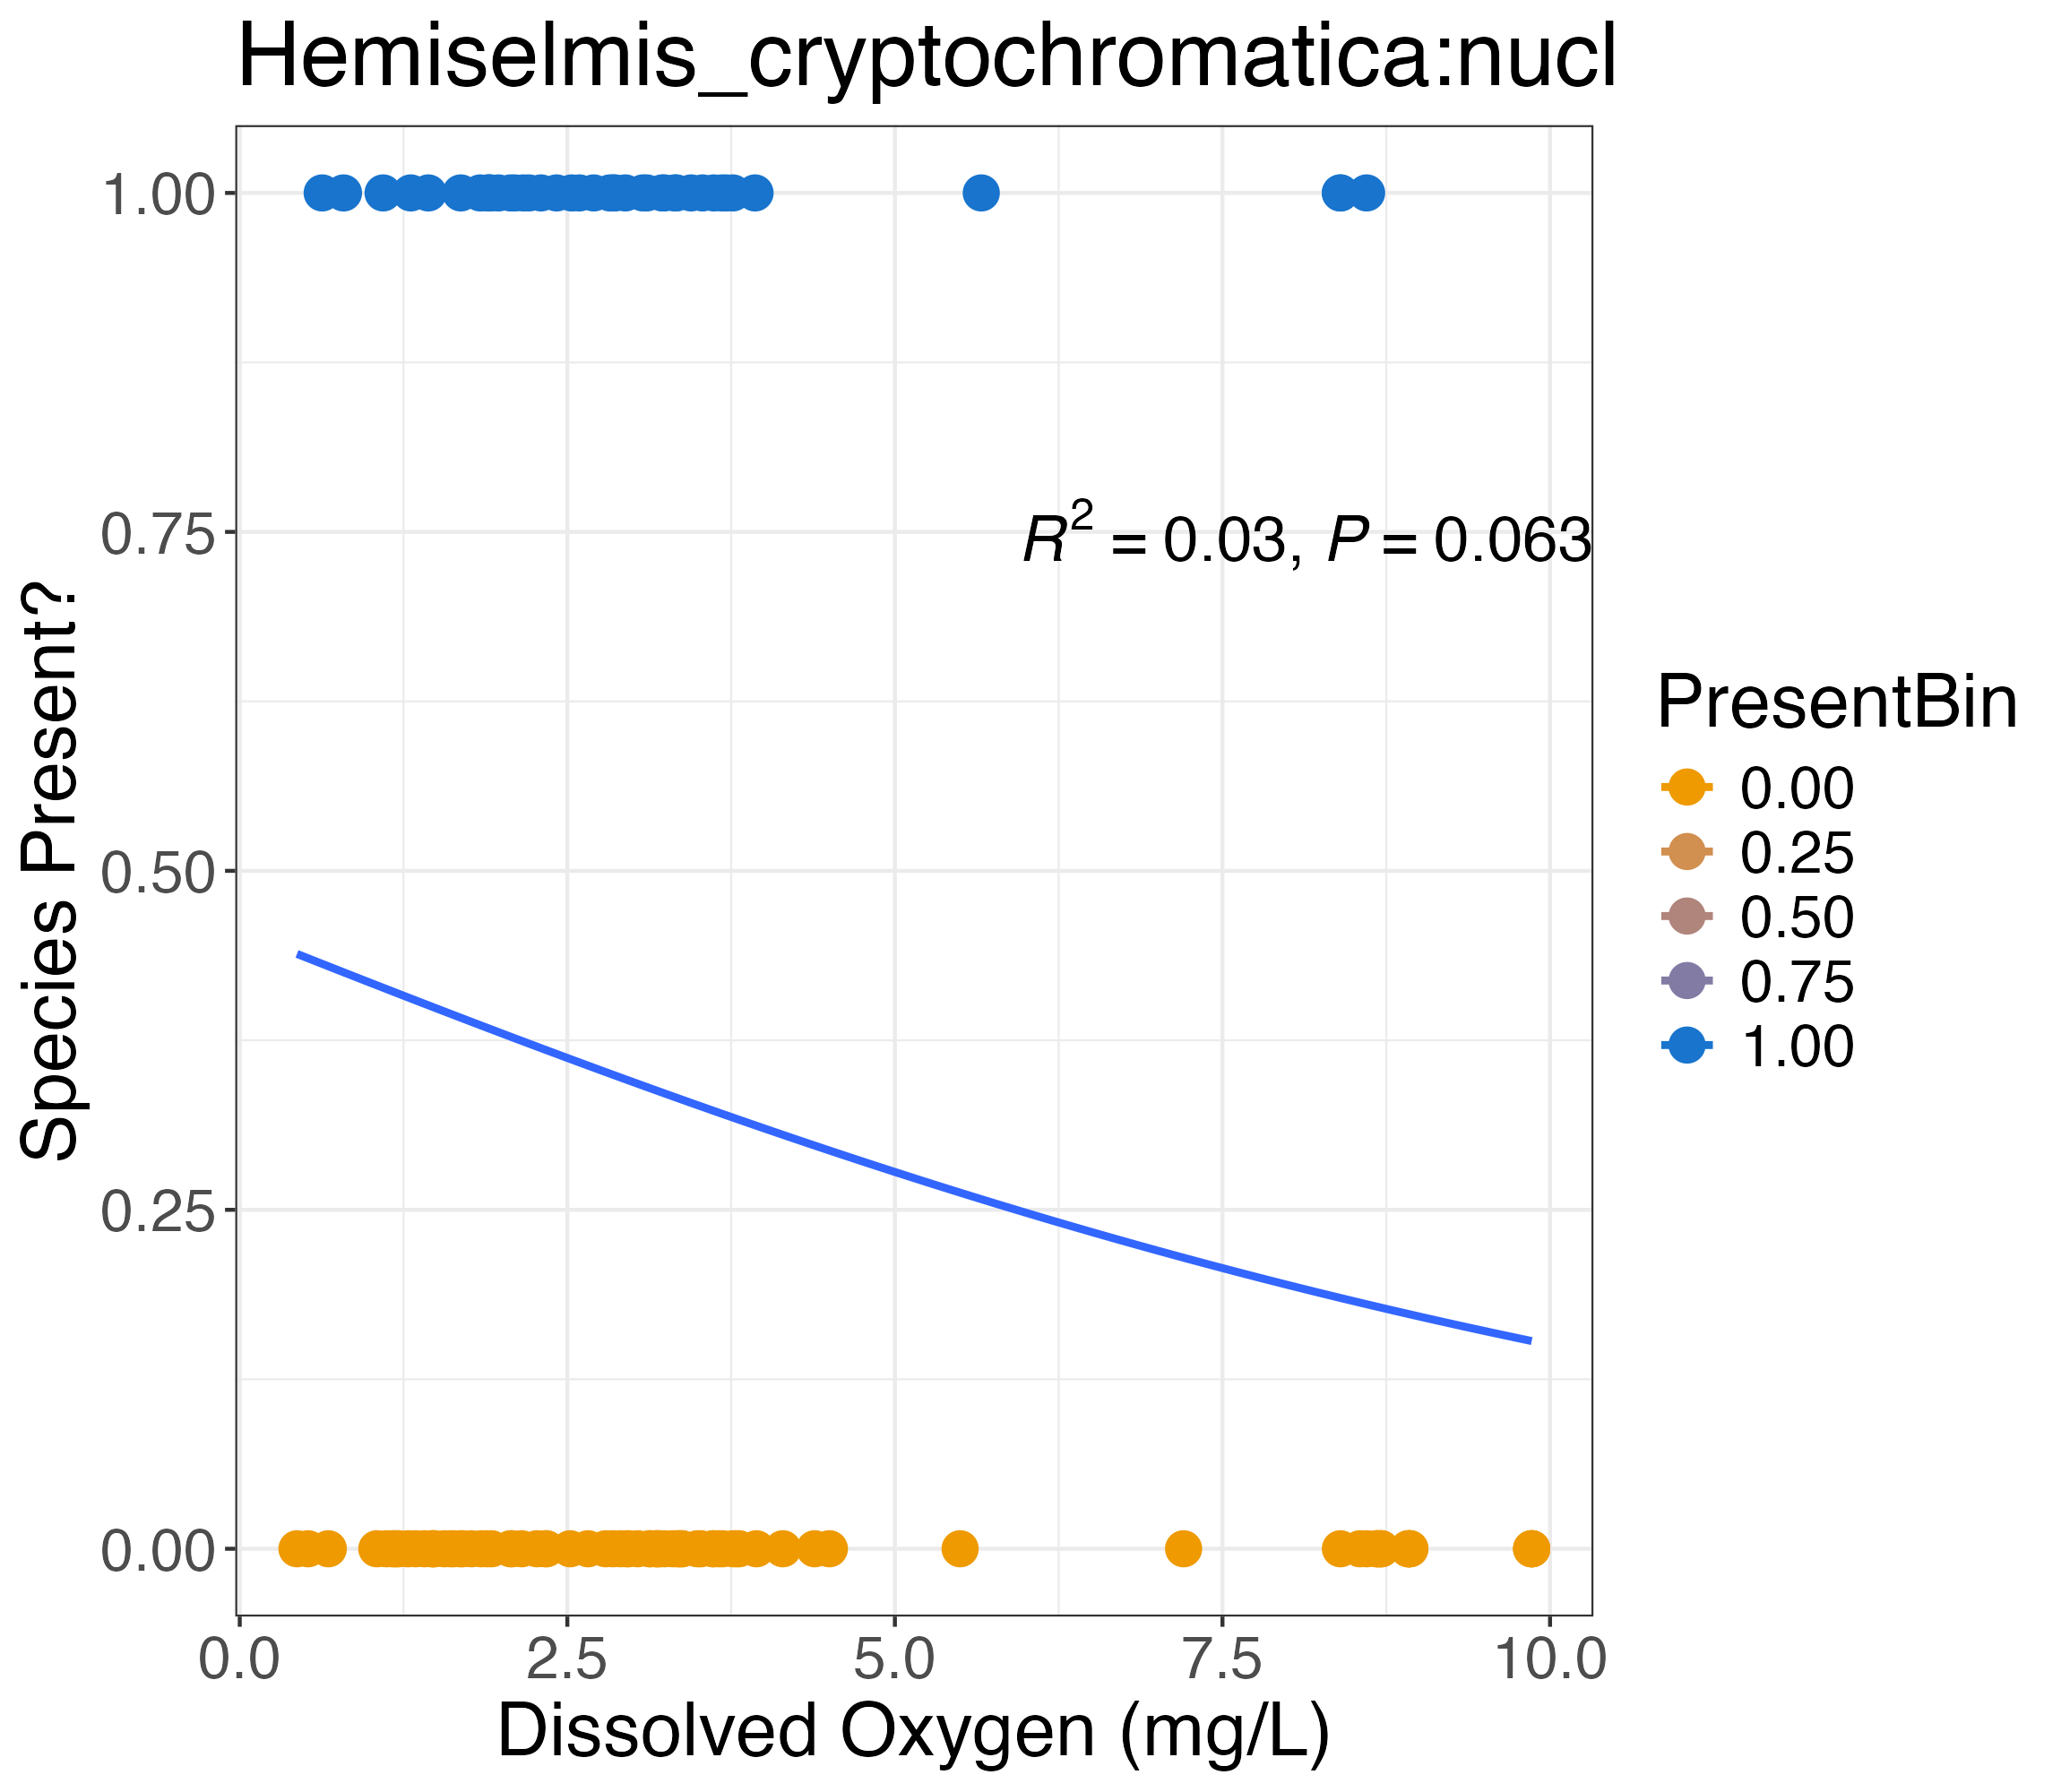 Hemiselmis_cryptochromatica:nucl
1.00
0.75
0.50
0.25
0.00
Species Present?
R² = 0.03, P = 0.063
0.0 2.5 5.0 7.5 10.0
Dissolved Oxygen (mg/L)
PresentBin
0.00
0.25
0.50
0.75
1.00